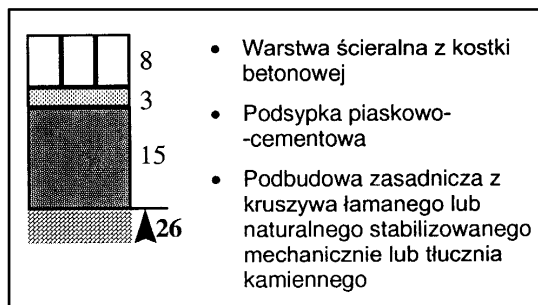 8
3
15
26
• Warstwa ścieralna z kostki
betonowej
• Podsypka piaskowo-
-cementowa
• Podbudowa zasadnicza z
kruszywa łamanego lub
naturalnego stabilizowanego
mechanicznie lub tłucznia
kamiennego